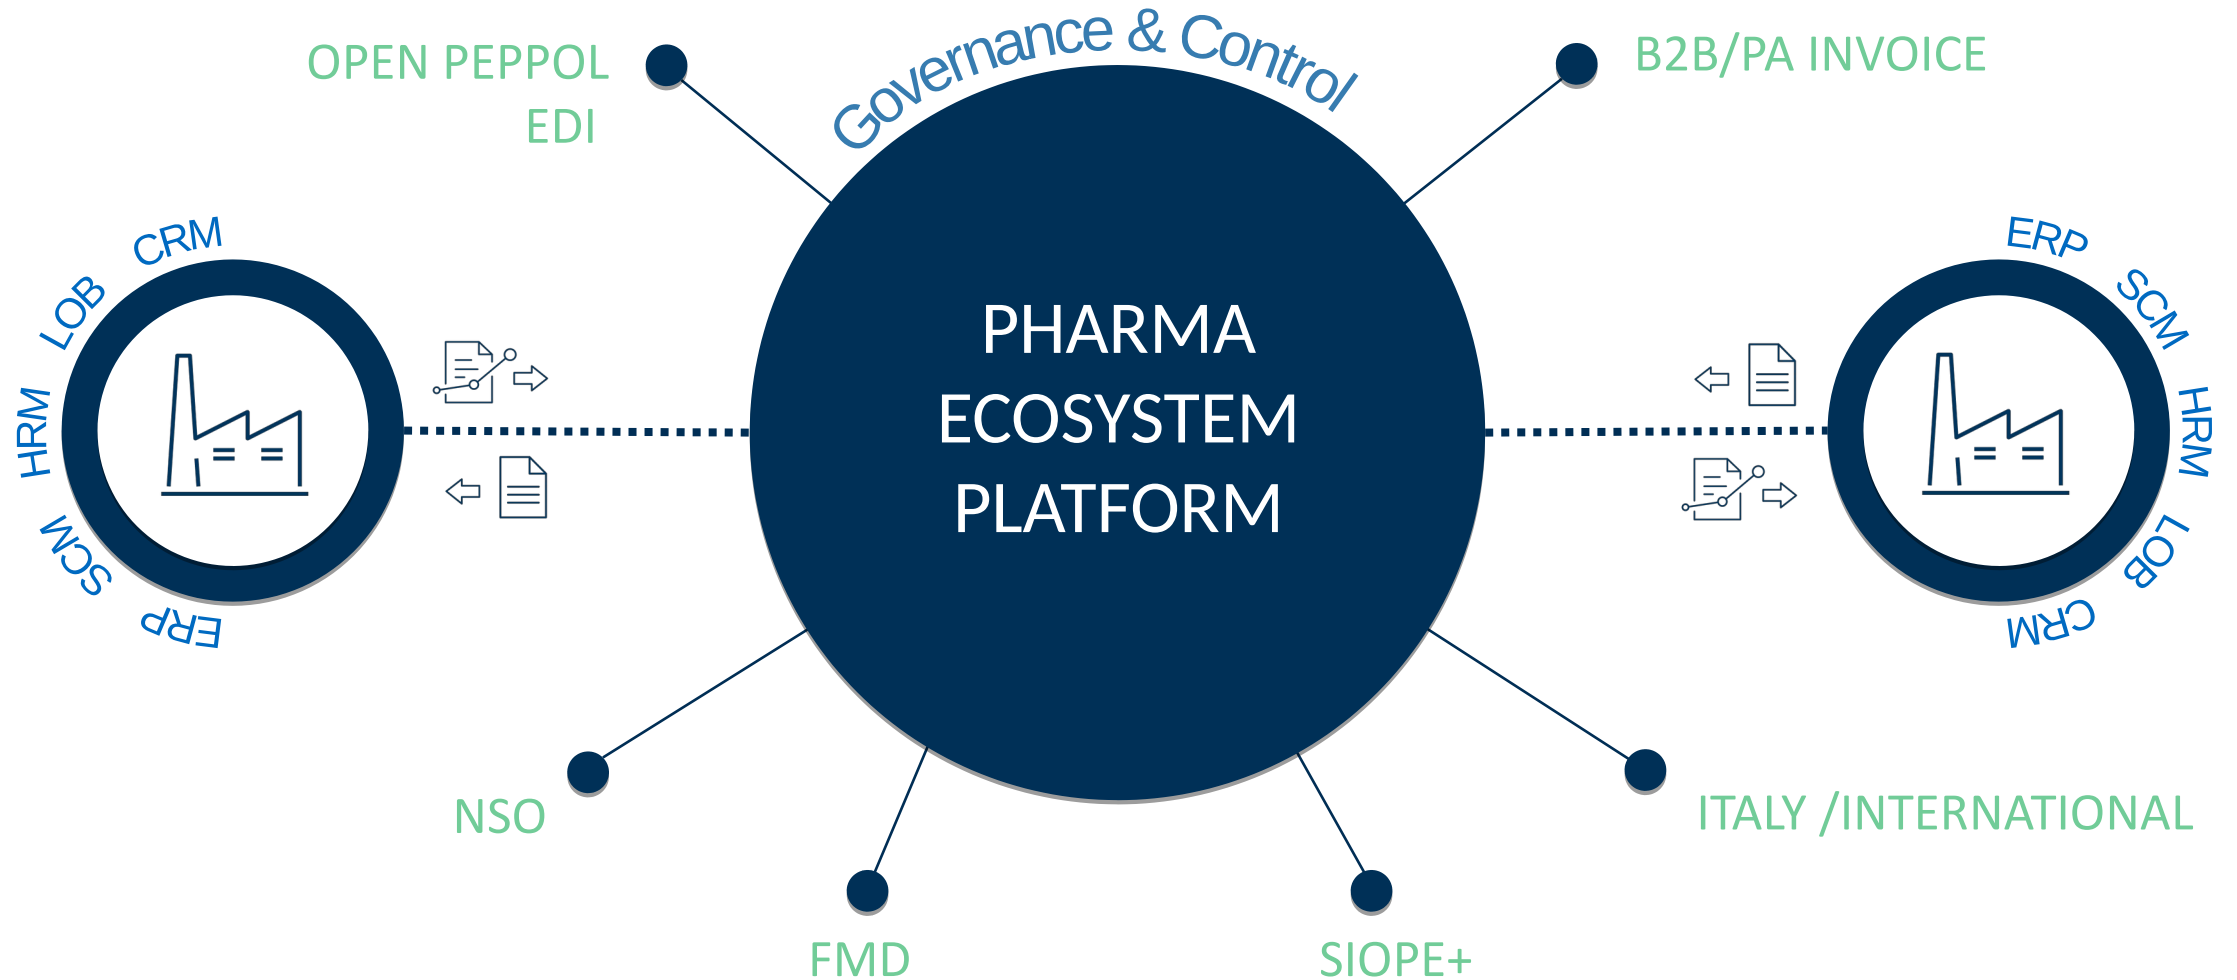 Governance & Control
OPEN PEPPOL
EDI
B2B/PA INVOICE
CRM
LOB
HRM
SCM
ERP
PHARMA
ECOSYSTEM
PLATFORM
ERP
SCM
HRM
LOB
CRM
NSO
ITALY /INTERNATIONAL
FMD
SIOPE+